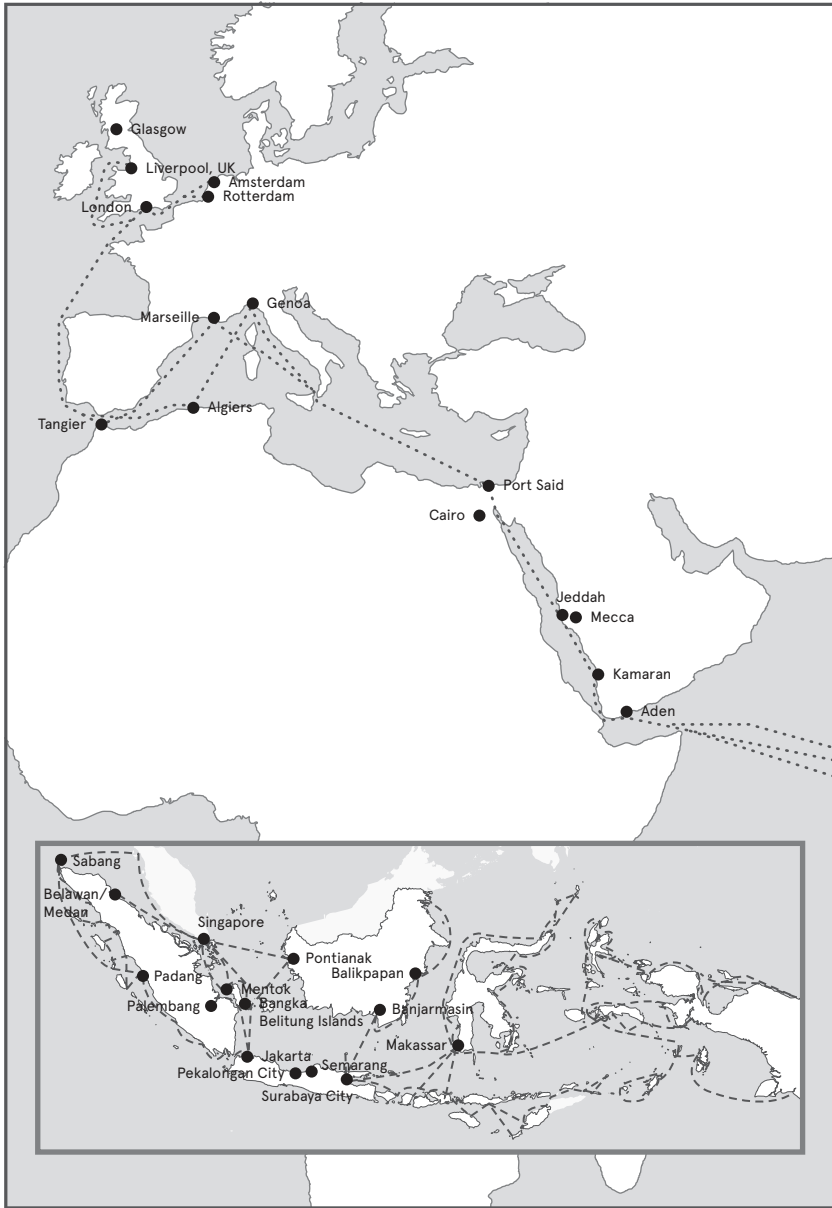 Glasgow
Liverpool, UK
Amsterdam
Rotterdam
London
Genoa
Marseille
Algiers
Tangier
Port Said
Cairo
Jeddah
Mecca
Kamaran
Aden
Sabang
Belawan/
Medan
Singapore
Pontianak
Balikpapan
Padang
Mentok
Palembang
Bangka
Belitung Islands
Banjarmasin
Makassar
Jakarta
Semarang
Pekalongan City
Surabaya City